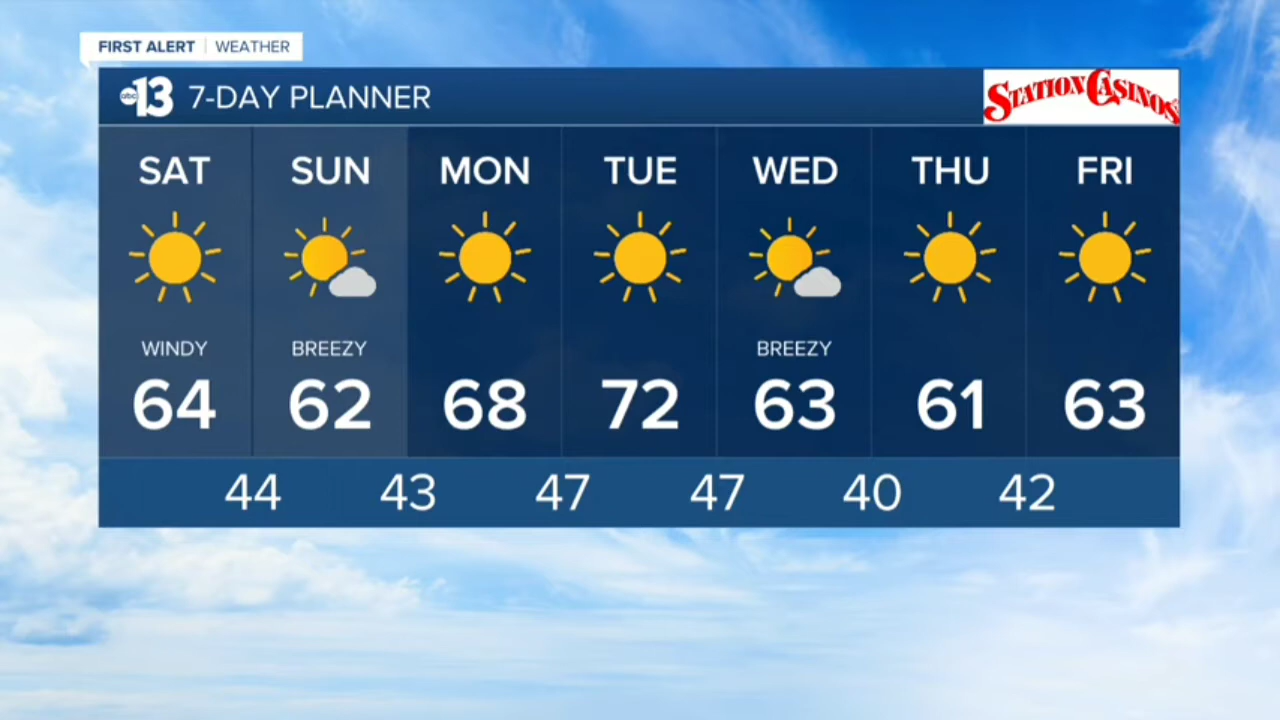 FIRST ALERT | WEATHER
abc 13 7-DAY PLANNER
STATION CASINOS
SAT SUN MON TUE WED THU FRI
WINDY BREEZY BREEZY
64 62 68 72 63 61 63
44 43 47 47 40 42